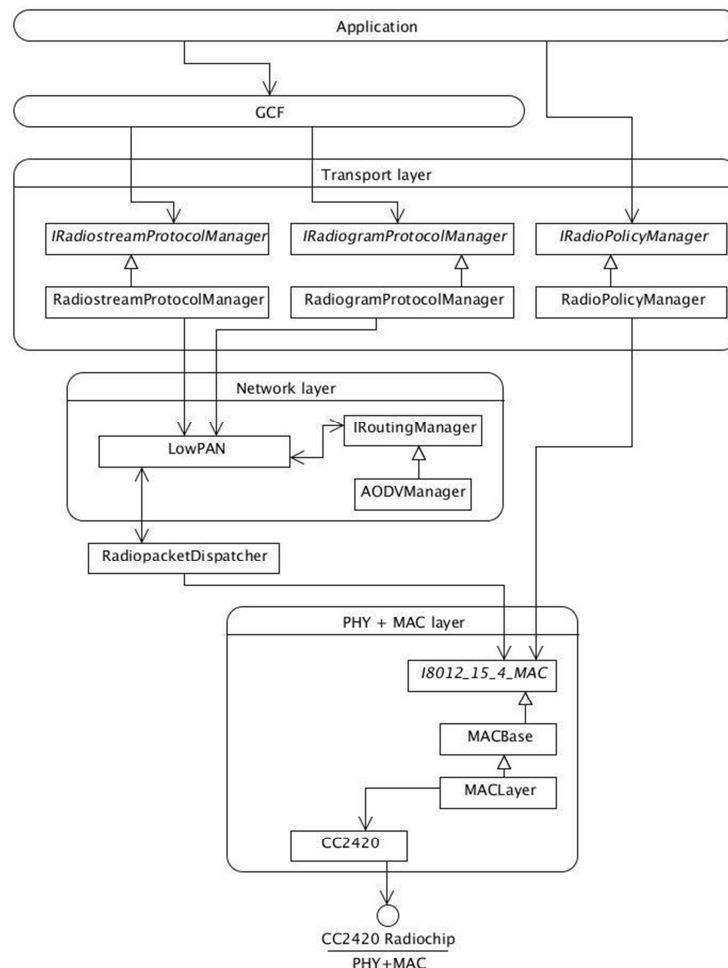 Application
GCF
Transport layer
IRadiostreamProtocolManager
IRadiogramProtocolManager
IRadioPolicyManager
RadiostreamProtocolManager
RadiogramProtocolManager
RadioPolicyManager
Network layer
IRoutingManager
LowPAN
AODVManager
RadiopacketDispatcher
PHY + MAC layer
I8012_15_4_MAC
MACBase
MACLayer
CC2420
CC2420 Radiochip
PHY+MAC